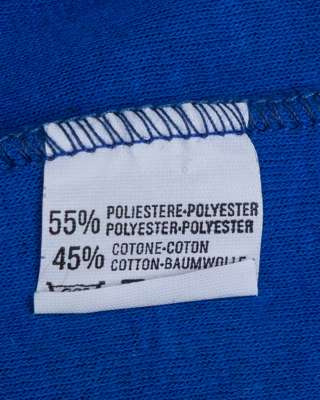 55% POLIESTERE-POLYESTER
POLYESTER-POLYESTER
45% COTONE-COTON
COTTON-BAUMWOLLE